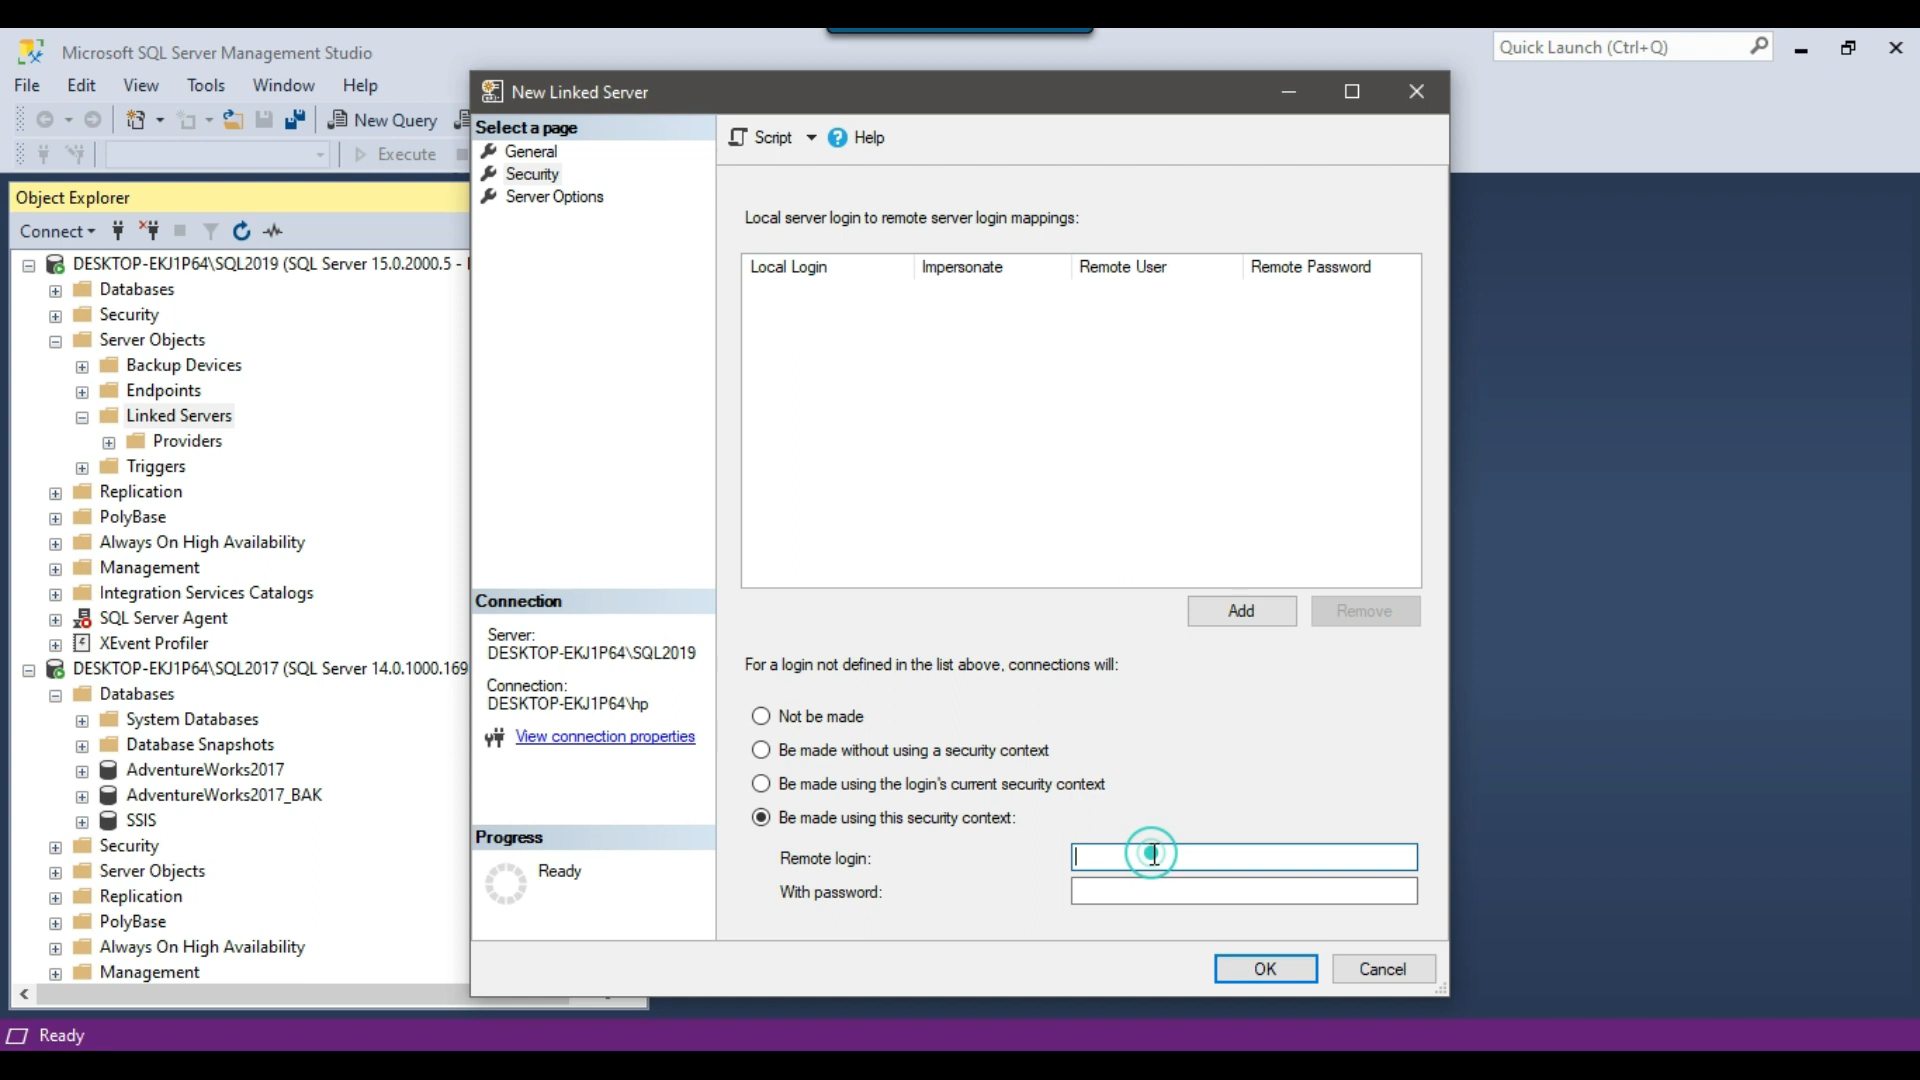 Microsoft SQL Server Management Studio
Quick Launch (Ctrl+Q)
File Edit View Tools Window Help
New Query
Execute
Object Explorer
Connect
DESKTOP-EKJ1P64\SQL2019 (SQL Server 15.0.2000.5 -
Databases
Security
Server Objects
Backup Devices
Endpoints
Linked Servers
Providers
Triggers
Replication
PolyBase
Always On High Availability
Management
Integration Services Catalogs
SQL Server Agent
XEvent Profiler
DESKTOP-EKJ1P64\SQL2017 (SQL Server 14.0.1000.169
Databases
System Databases
Database Snapshots
AdventureWorks2017
AdventureWorks2017_BAK
SSIS
Security
Server Objects
Replication
PolyBase
Always On High Availability
Management
New Linked Server
Select a page
General
Security
Server Options
Connection
Server:
DESKTOP-EKJ1P64\SQL2019
Connection:
DESKTOP-EKJ1P64\hp
View connection properties
Progress
Ready
Script Help
Local server login to remote server login mappings:
Local Login Impersonate Remote User Remote Password
Add Remove
For a login not defined in the list above, connections will:
Not be made
Be made without using a security context
Be made using the login's current security context
Be made using this security context:
Remote login:
With password:
OK Cancel
Ready